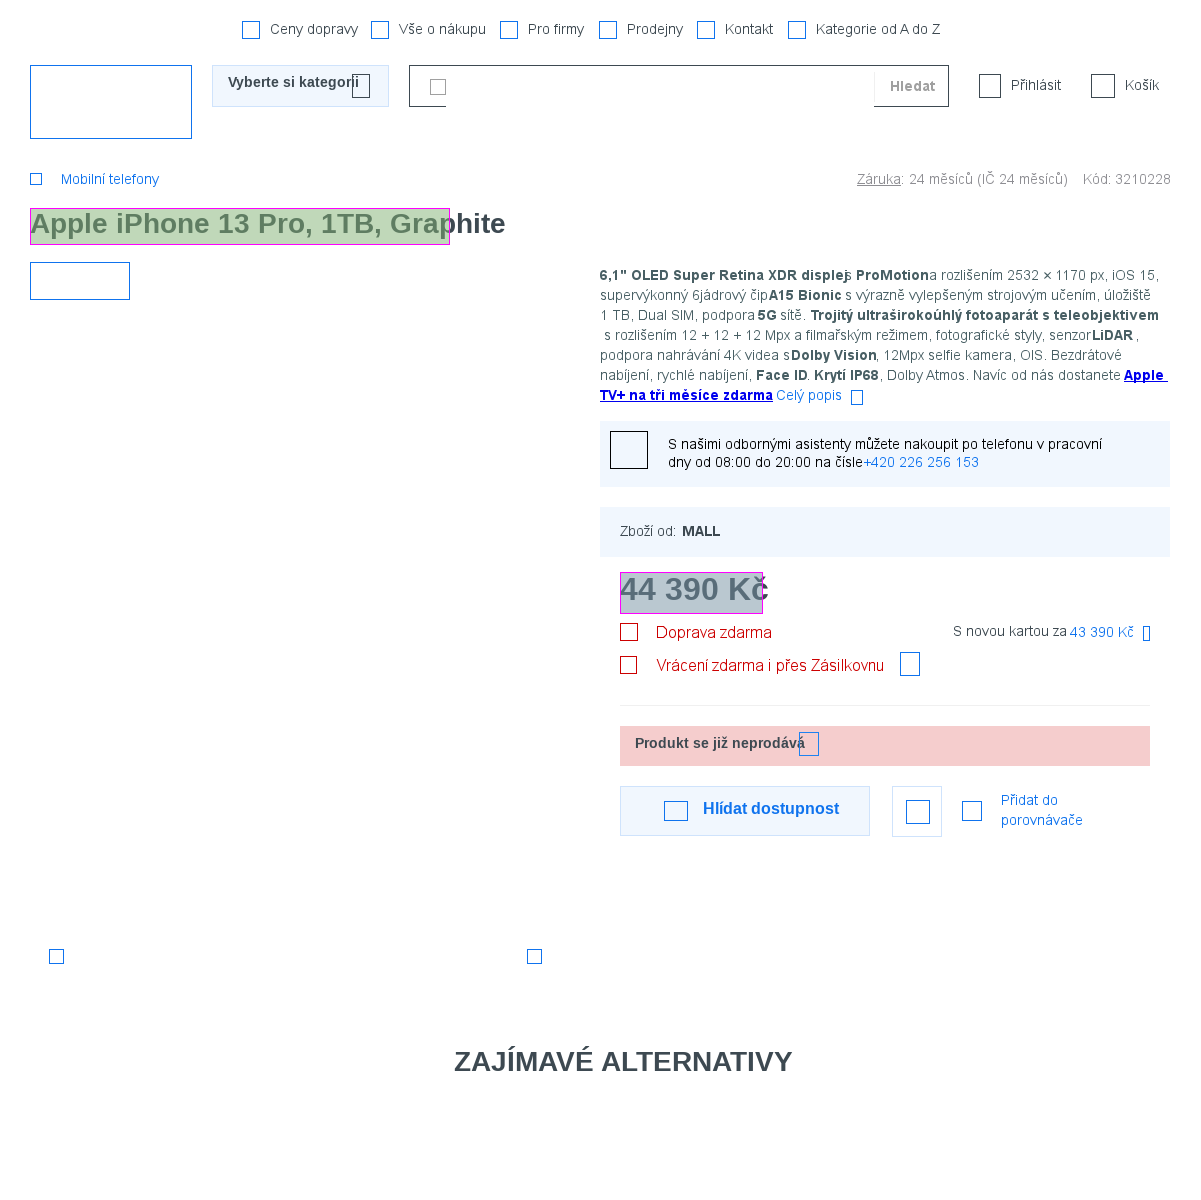 Ceny dopravy Vše o nákupu Pro firmy Prodejny Kontakt Kategorie od A do Z
Vyberte si kategorii Hledat Přihlásit Košík
Mobilní telefony Záruka: 24 měsíců (IČ 24 měsíců) Kód: 3210228
Apple iPhone 13 Pro, 1TB, Graphite
6,1" OLED Super Retina XDR displej s ProMotion a rozlišením 2532 × 1170 px, iOS 15,
supervýkonný 6jádrový čip A15 Bionic s výrazně vylepšeným strojovým učením, úložiště
1 TB, Dual SIM, podpora 5G sítě. Trojitý ultraširokoúhlý fotoaparát s teleobjektivem
s rozlišením 12 + 12 + 12 Mpx a filmařským režimem, fotografické styly, senzor LiDAR ,
podpora nahrávání 4K videa s Dolby Vision, 12Mpx selfie kamera, OIS. Bezdrátové
nabíjení, rychlé nabíjení, Face ID. Krytí IP68, Dolby Atmos. Navíc od nás dostanete Apple
TV+ na tři měsíce zdarma Celý popis
S našimi odbornými asistenty můžete nakoupit po telefonu v pracovní
dny od 08:00 do 20:00 na čísle +420 226 256 153
Zboží od: MALL
44 390 Kč
Doprava zdarma S novou kartou za 43 390 Kč
Vrácení zdarma i přes Zásilkovnu
Produkt se již neprodává
Hlídat dostupnost Přidat do
porovnávače
ZAJÍMAVÉ ALTERNATIVY